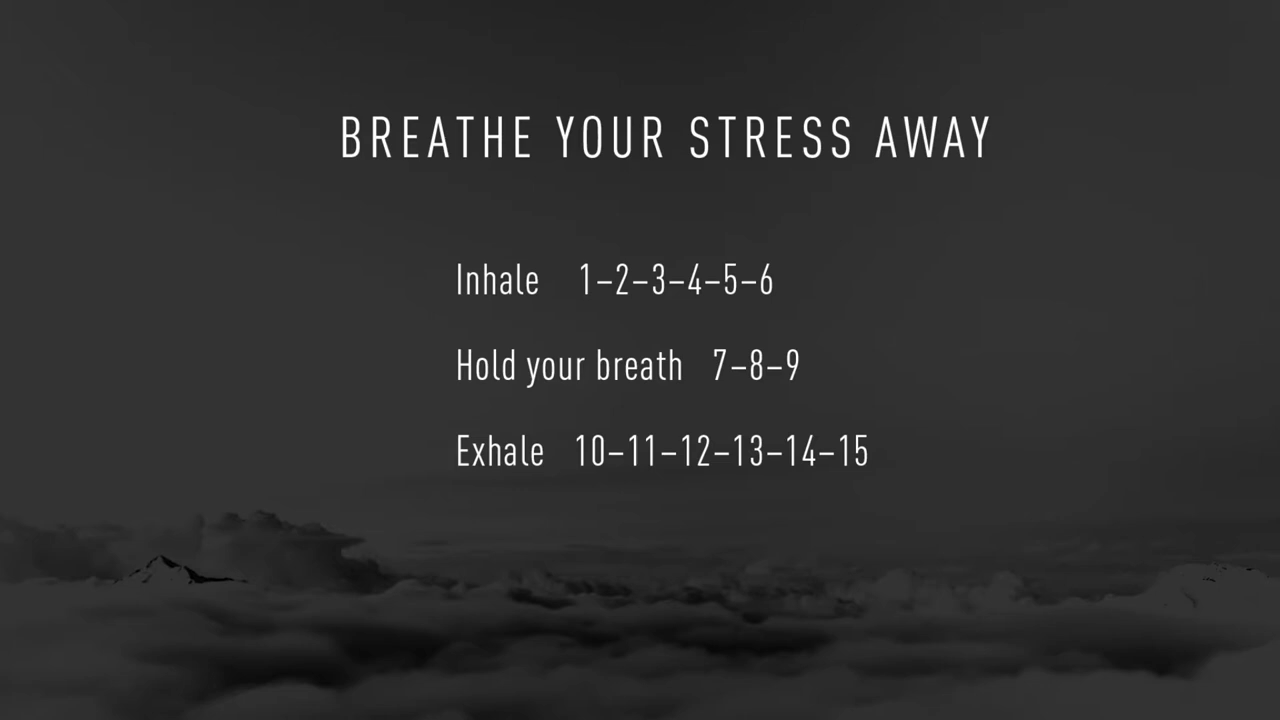 BREATHE YOUR STRESS AWAY
Inhale 1–2–3–4–5–6
Hold your breath 7–8–9
Exhale 10–11–12–13–14–15